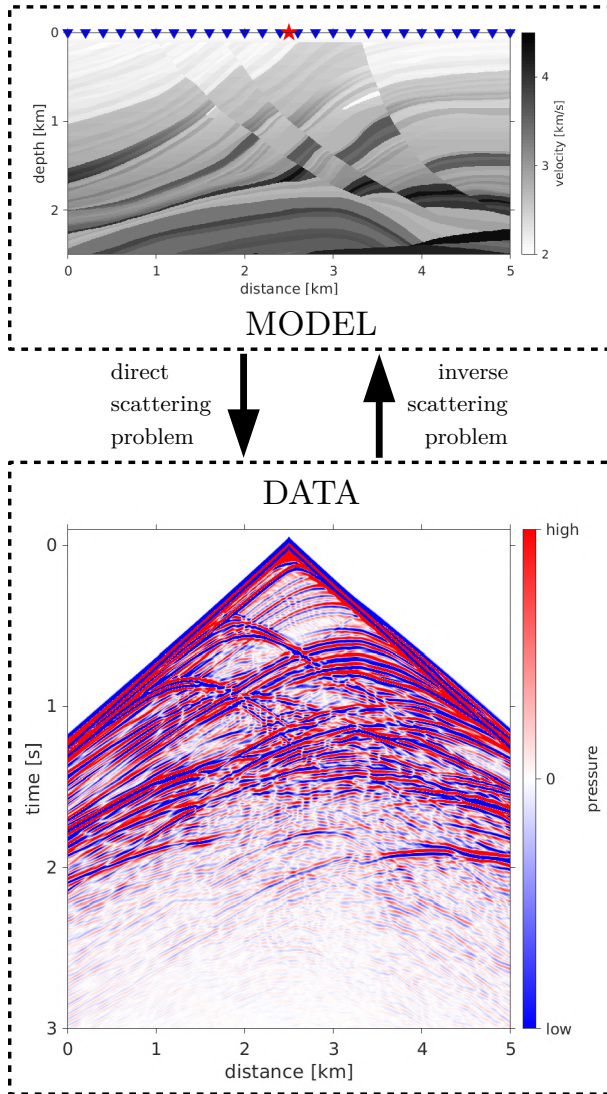 0
1
2
depth [km]
0 1 2 3 4 5
distance [km]
4
3
2
velocity [km/s]
MODEL
direct
scattering
problem
inverse
scattering
problem
DATA
0
1
2
3
time [s]
0 1 2 3 4 5
distance [km]
high
0
low
pressure